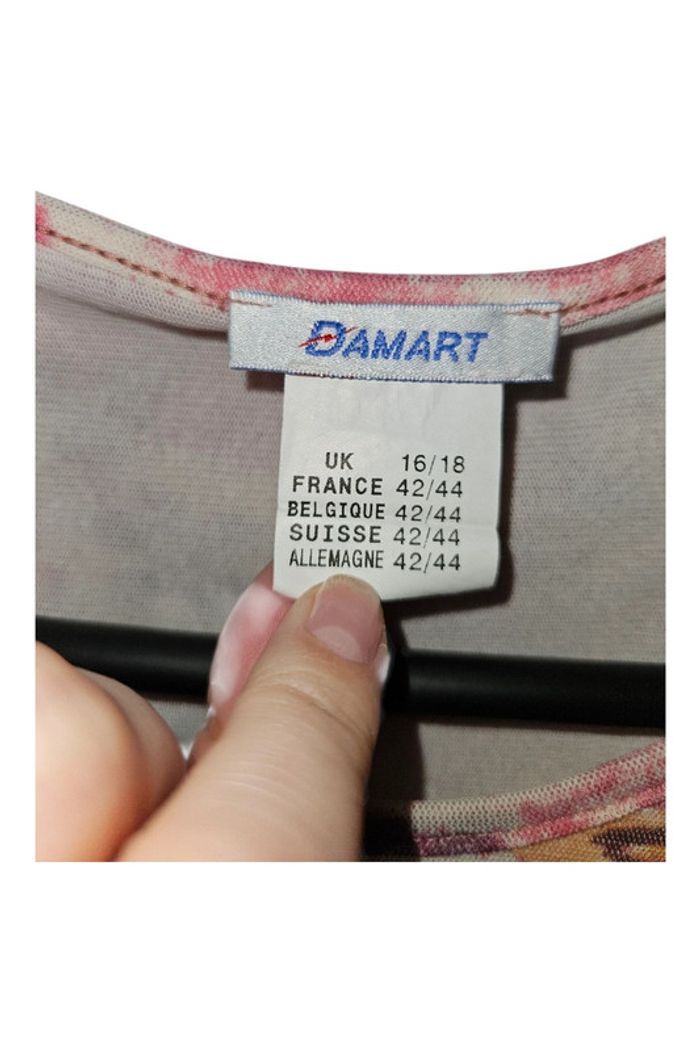 DAMART
UK 16/18
FRANCE 42/44
BELGIQUE 42/44
SUISSE 42/44
ALLEMAGNE 42/44